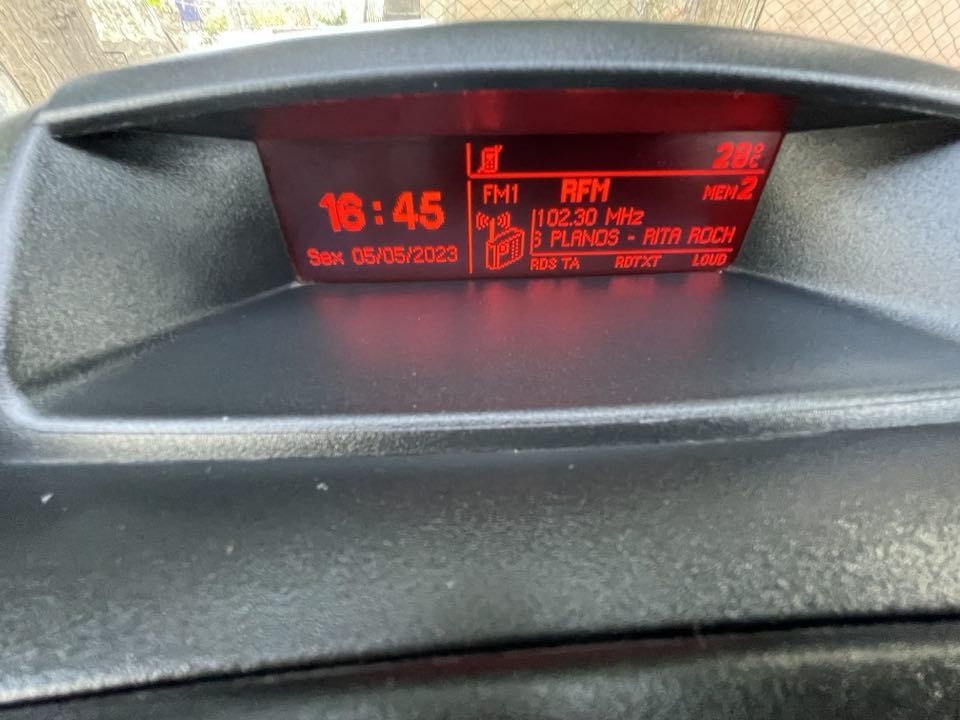 16:45
Sex 05/05/2023
FM1 RFM MEM2
102.30 MHz
S PLANOS - RITA ROCH
RDS TA RDTXT LOUD